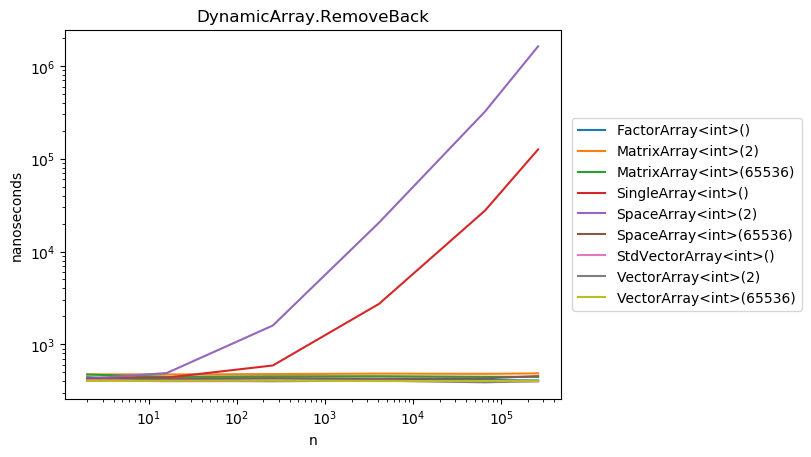 DynamicArray.RemoveBack
nanoseconds
10^6
10^5
10^4
10^3
10^1
10^2
10^3
10^4
10^5
n
FactorArray<int>()
MatrixArray<int>(2)
MatrixArray<int>(65536)
SingleArray<int>()
SpaceArray<int>(2)
SpaceArray<int>(65536)
StdVectorArray<int>()
VectorArray<int>(2)
VectorArray<int>(65536)